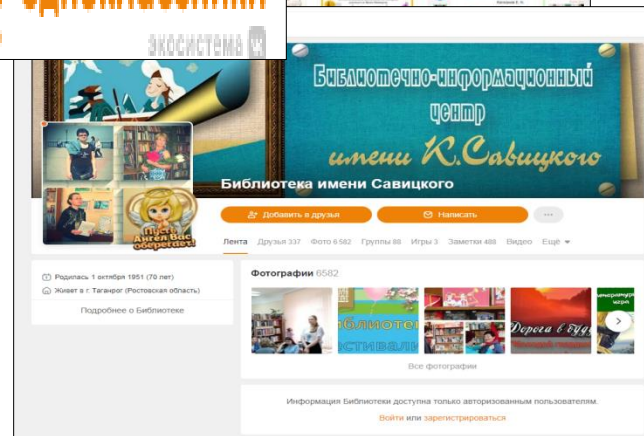 экосистема
Библиотечно-информационный
центр
имени К.Савицкого
Пусть
Ангел Вас
оберегает!
Библиотека имени Савицкого
Добавить в друзья
Написать
Лента Друзья 337 Фото 6 582 Группы 88 Игры 3 Заметки 488 Видео Ещё
Родилась 1 октября 1951 (70 лет)
Живет в г. Таганрог (Ростовская область)
Подробнее о Библиотеке
Фотографии 6582
Дорога в
Все фотографии
Информация Библиотеки доступна только авторизованным пользователям.
Войти или зарегистрироваться